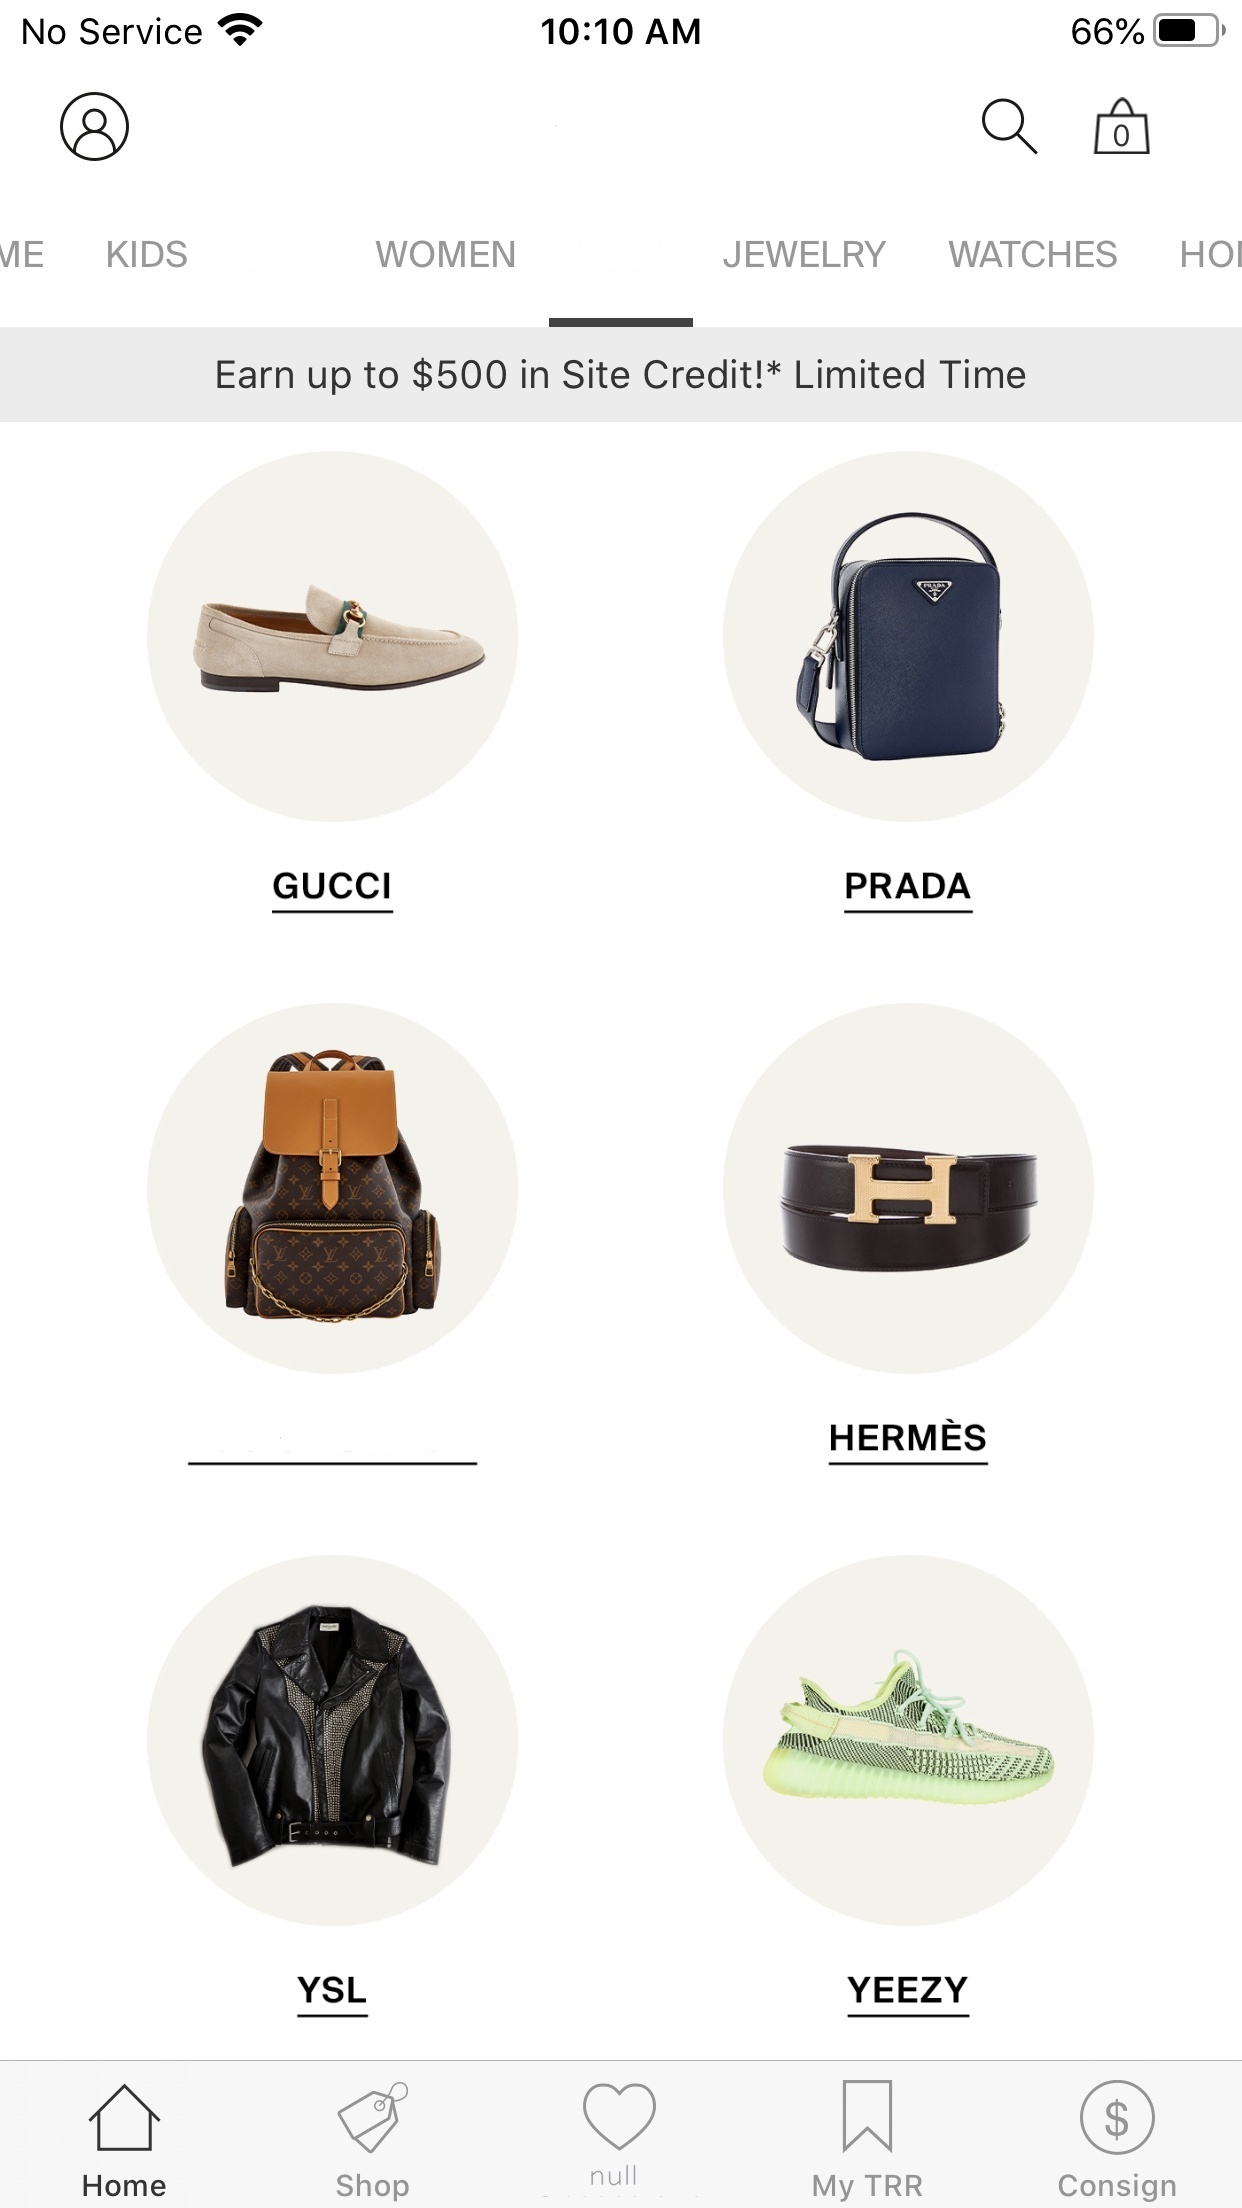 No Service 10:10 AM 66%
0
ME KIDS WOMEN JEWELRY WATCHES HO
Earn up to $500 in Site Credit!* Limited Time
PRADA
GUCCI PRADA
HERMÈS
YSL YEEZY
$
Home Shop null My TRR Consign